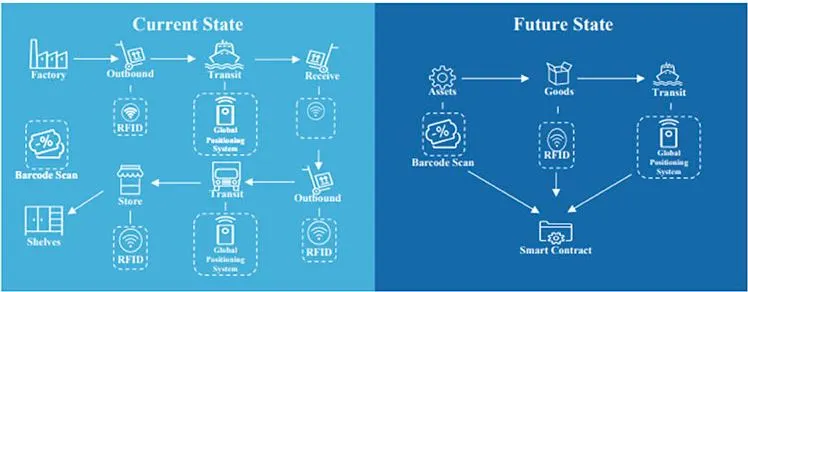 Current State
Factory
Outbound
Transit
Receive
RFID
Global
Positioning
System
Barcode Scan
Store
Transit
Outbound
Shelves
RFID
Global
Positioning
System
RFID
Future State
Assets
Goods
Transit
Barcode Scan
RFID
Global
Positioning
System
Smart Contract